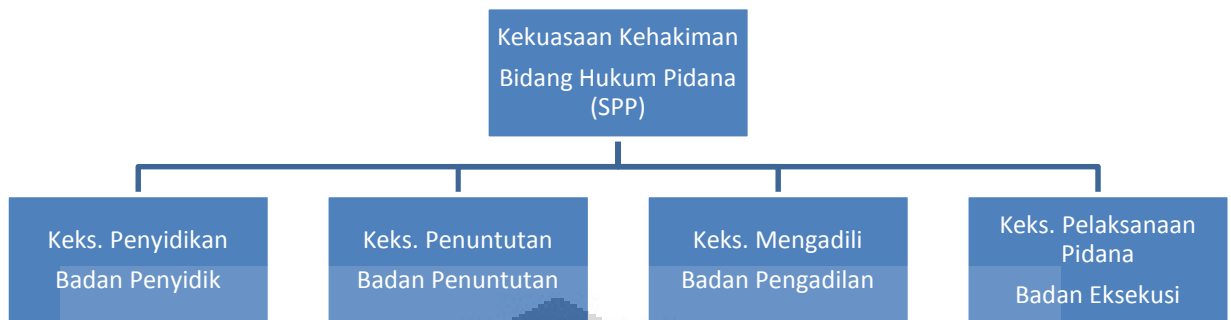 Kekuasaan Kehakiman
Bidang Hukum Pidana
(SPP)
Keks. Penyidikan
Badan Penyidik
Keks. Penuntutan
Badan Penuntutan
Keks. Mengadili
Badan Pengadilan
Keks. Pelaksanaan
Pidana
Badan Eksekusi